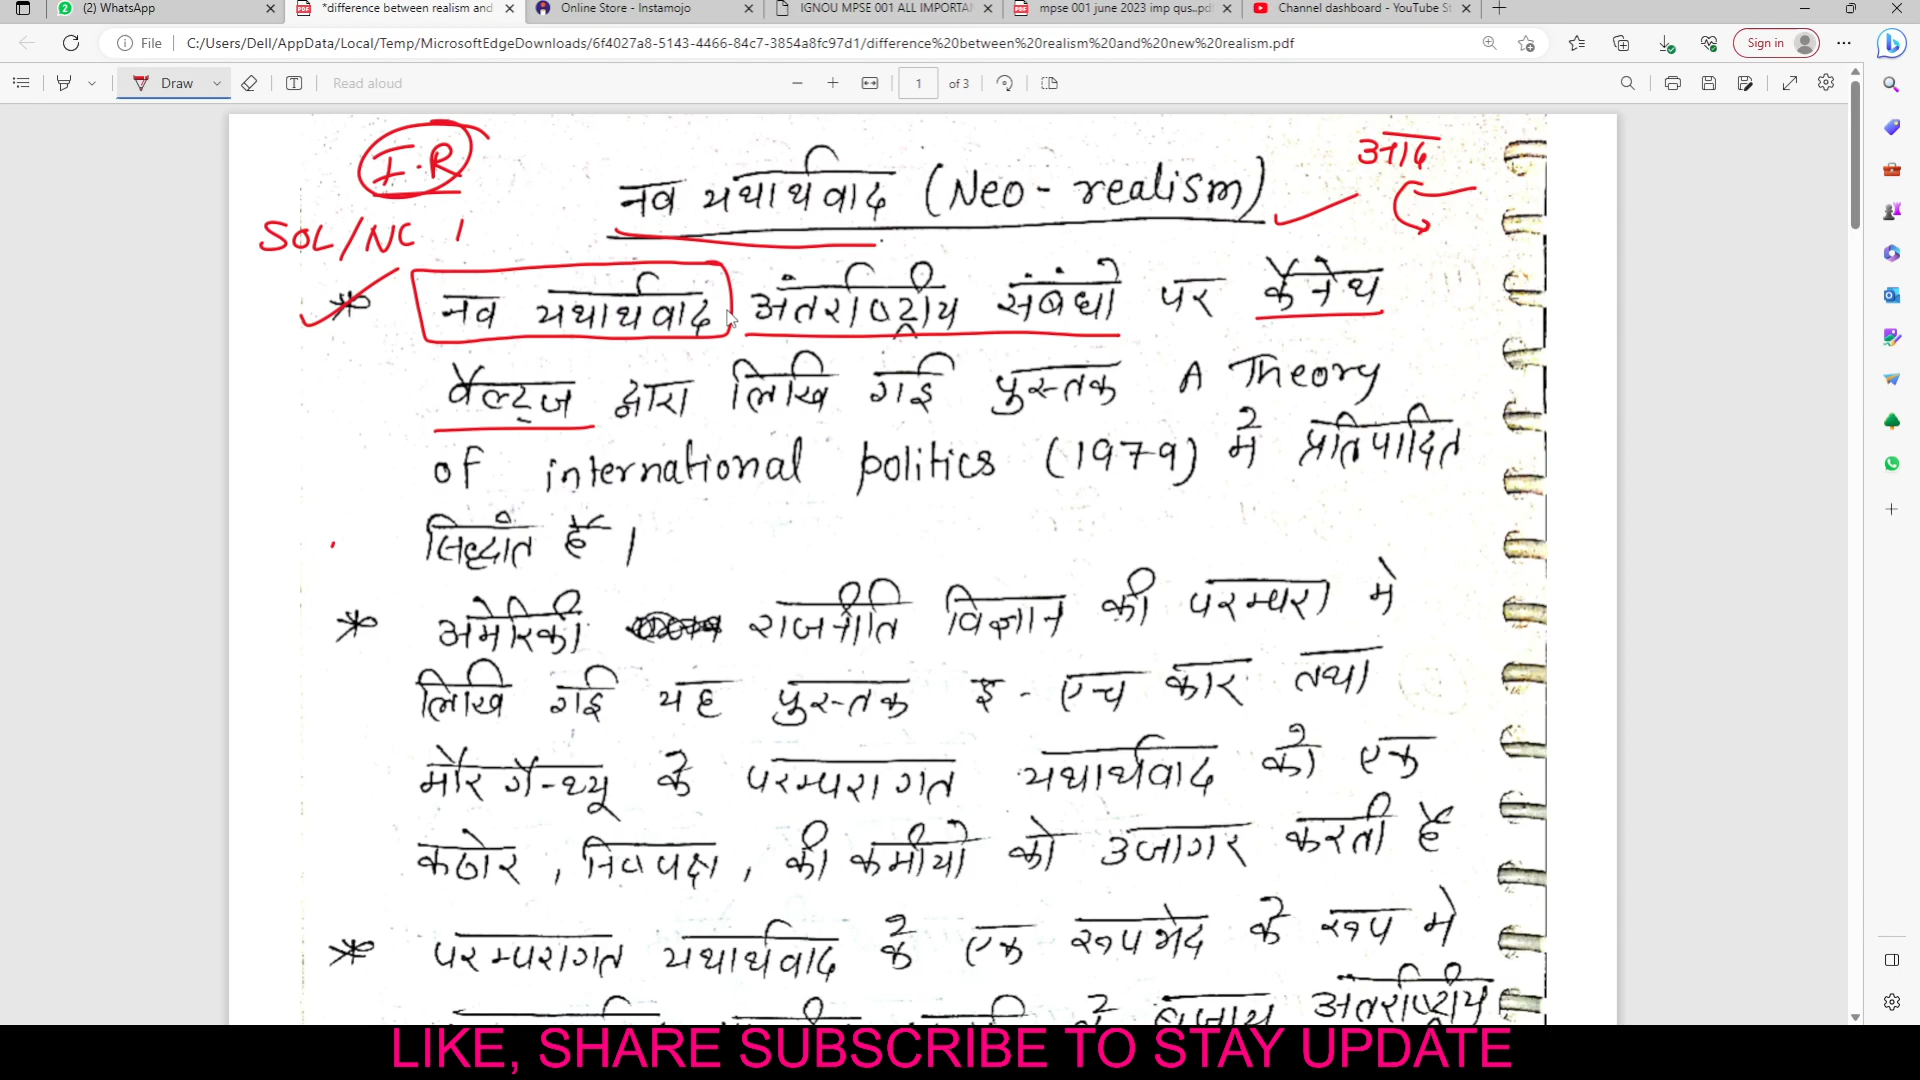 (2) WhatsApp
*difference between realism and
Online Store - Instamojo
IGNOU MPSE 001 ALL IMPORTAN
mpse 001 june 2023 imp qus..pd
Channel dashboard - YouTube St
File
C:/Users/Dell/AppData/Local/Temp/MicrosoftEdgeDownloads/6f4027a8-5143-4466-84c7-3854a8fc97d1/difference%20between%20realism%20and%20new%20realism.pdf
Sign in
Draw
Read aloud
1 of 3
I.R
नव यथार्थवाद (Neo - realism)
SOL/NC
* नव यथार्थवाद अंतर्राष्ट्रीय संबंधों पर कैनेथ
वैल्ट्ज द्वारा लिखि गई पुस्तक A Theory
of international politics (1979) में प्रतिपादित
सिद्धांत है।
* अमेरिकी राजनीति विज्ञान की परम्परा में
लिखि गई यह पुस्तक इ - एच कार तथा
मौरगैन्थ्यू के परम्परागत यथार्थवाद को एक
कठोर, निष्पक्ष, की कमीयो को उजागर करती है
* परम्परागत यथार्थवाद के एक रूपभेद के रूप में
बजाय अंतर्राष्ट्रीय
LIKE, SHARE SUBSCRIBE TO STAY UPDATE